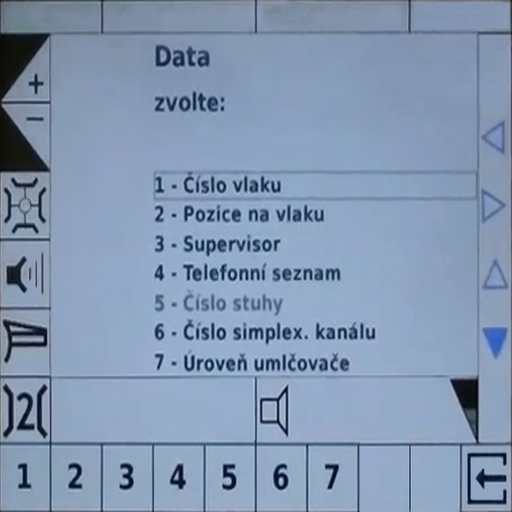 Data
zvolte:
+
−
1 - Číslo vlaku
2 - Pozice na vlaku
3 - Supervisor
4 - Telefonní seznam
5 - Číslo stuhy
6 - Číslo simplex. kanálu
7 - Úroveň umlčovače
)2(
1 2 3 4 5 6 7